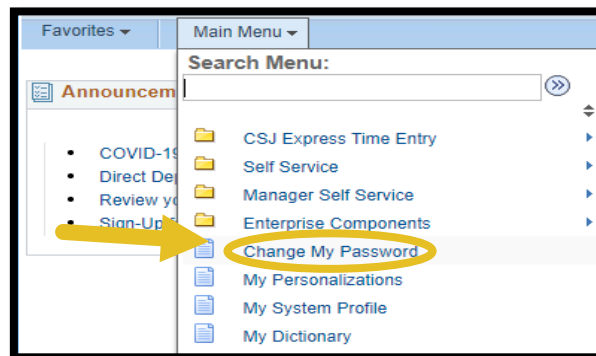 Favorites Main Menu
Search Menu:
Announcem
CSJ Express Time Entry
COVID-19
Self Service
Direct Dep
Manager Self Service
Review yo
Enterprise Components
Sign-Up
Change My Password
My Personalizations
My System Profile
My Dictionary